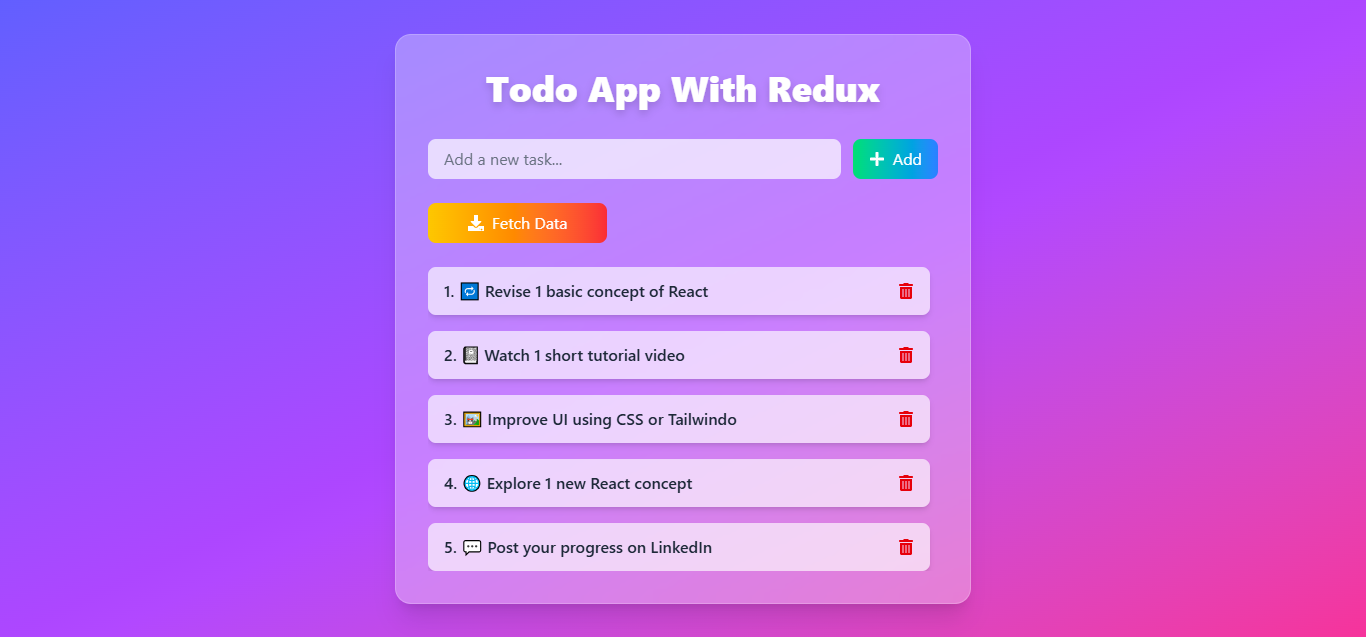 Todo App With Redux
Add a new task...
Add
Fetch Data
1. 🔁 Revise 1 basic concept of React
2. 📓 Watch 1 short tutorial video
3. 🖼️ Improve UI using CSS or Tailwindo
4. 🌐 Explore 1 new React concept
5. 💬 Post your progress on LinkedIn